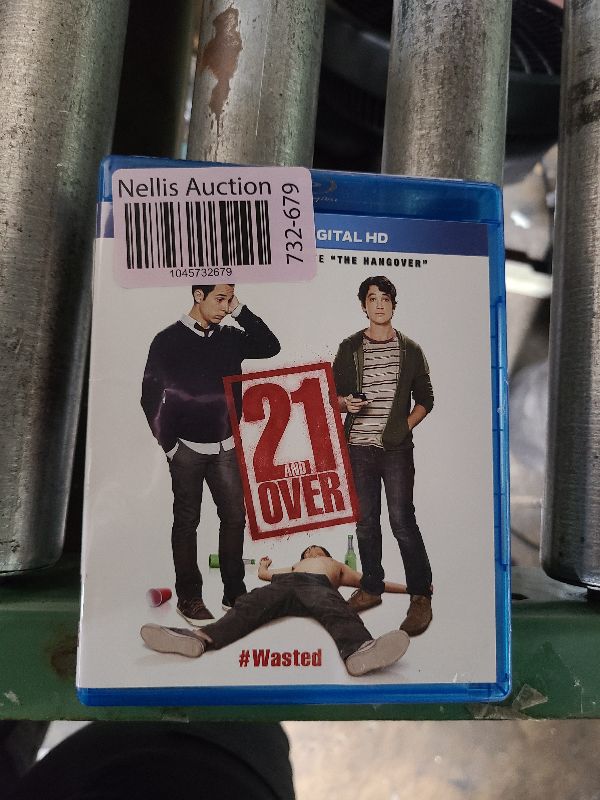 Nellis Auction
732-679
1045732679
GITAL HD
E "THE HANGOVER"
21
AND
OVER
#Wasted